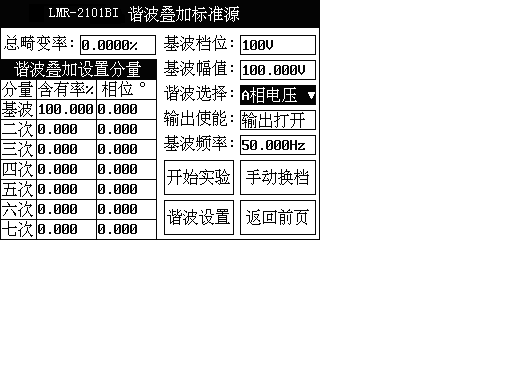 LMR-2101BI 谐波叠加标准源
总畸变率: 0.0000%
谐波叠加设置分量
分量 含有率% 相位°
基波 100.000 0.000
二次 0.000 0.000
三次 0.000 0.000
四次 0.000 0.000
五次 0.000 0.000
六次 0.000 0.000
七次 0.000 0.000
基波档位: 100V
基波幅值: 100.000V
谐波选择: A相电压 ▼
输出使能: 输出打开
基波频率: 50.000Hz
开始实验 手动换档
谐波设置 返回前页